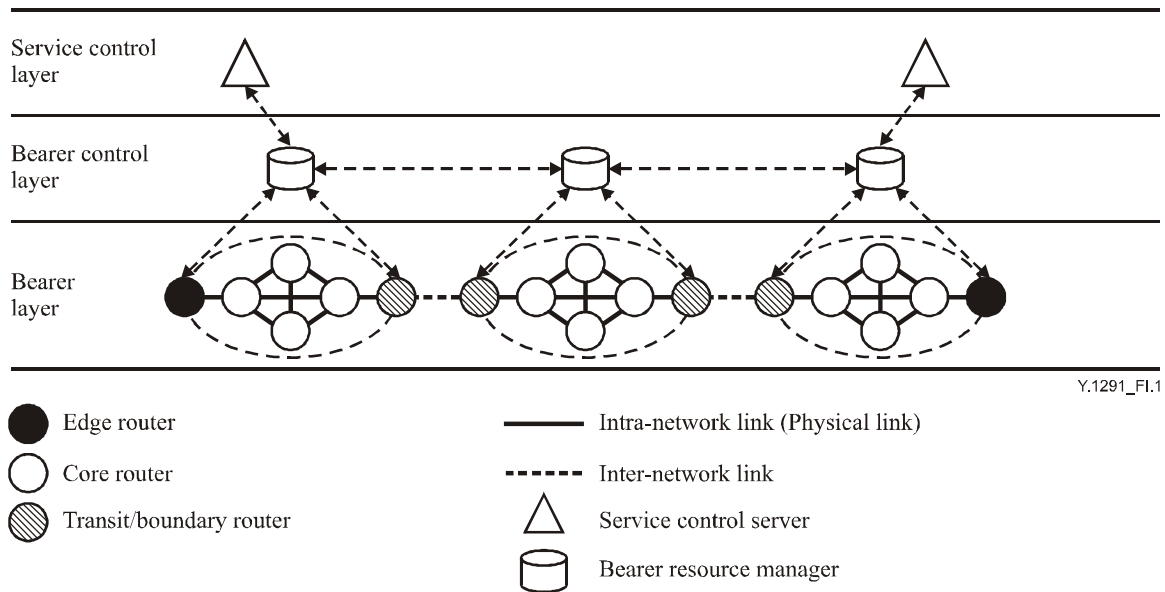 Service control
layer
Bearer control
layer
Bearer
layer
Y.1291_FI.1
Edge router
Intra-network link (Physical link)
Core router
Inter-network link
Transit/boundary router
Service control server
Bearer resource manager